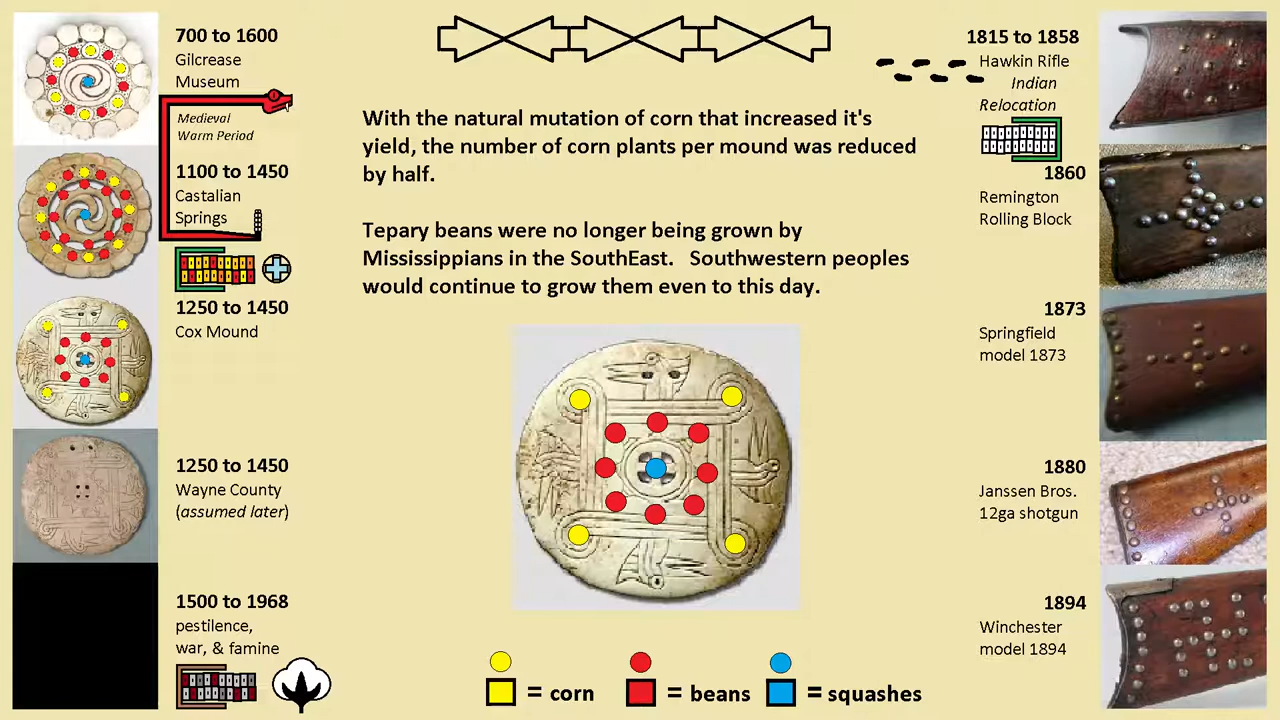 700 to 1600
Gilcrease
Museum
Medieval
Warm Period
1100 to 1450
Castalian
Springs
1250 to 1450
Cox Mound
1250 to 1450
Wayne County
(assumed later)
1500 to 1968
pestilence,
war, & famine
With the natural mutation of corn that increased it's
yield, the number of corn plants per mound was reduced
by half.
Tepary beans were no longer being grown by
Mississippians in the SouthEast. Southwestern peoples
would continue to grow them even to this day.
= corn
= beans
= squashes
1815 to 1858
Hawkin Rifle
Indian
Relocation
1860
Remington
Rolling Block
1873
Springfield
model 1873
1880
Janssen Bros.
12ga shotgun
1894
Winchester
model 1894